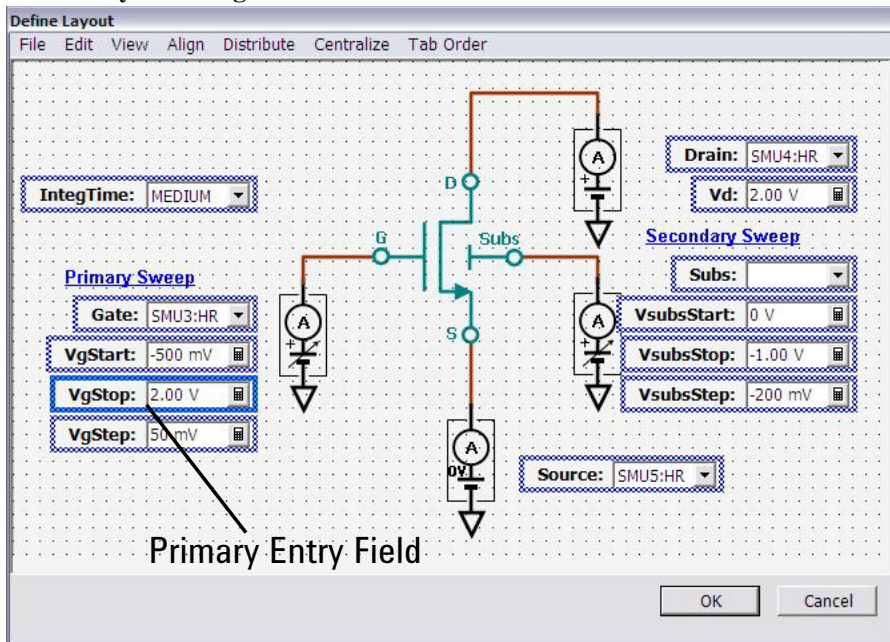 Define Layout
File Edit View Align Distribute Centralize Tab Order
IntegTime: MEDIUM
Primary Sweep
Gate: SMU3:HR
VgStart: -500 mV
VgStop: 2.00 V
VgStep: 50 mV
D
G
Subs
S
A
+
A
+
A
+
A
0V
Drain: SMU4:HR
Vd: 2.00 V
Secondary Sweep
Subs:
VsubsStart: 0 V
VsubsStop: -1.00 V
VsubsStep: -200 mV
Source: SMU5:HR
Primary Entry Field
OK Cancel